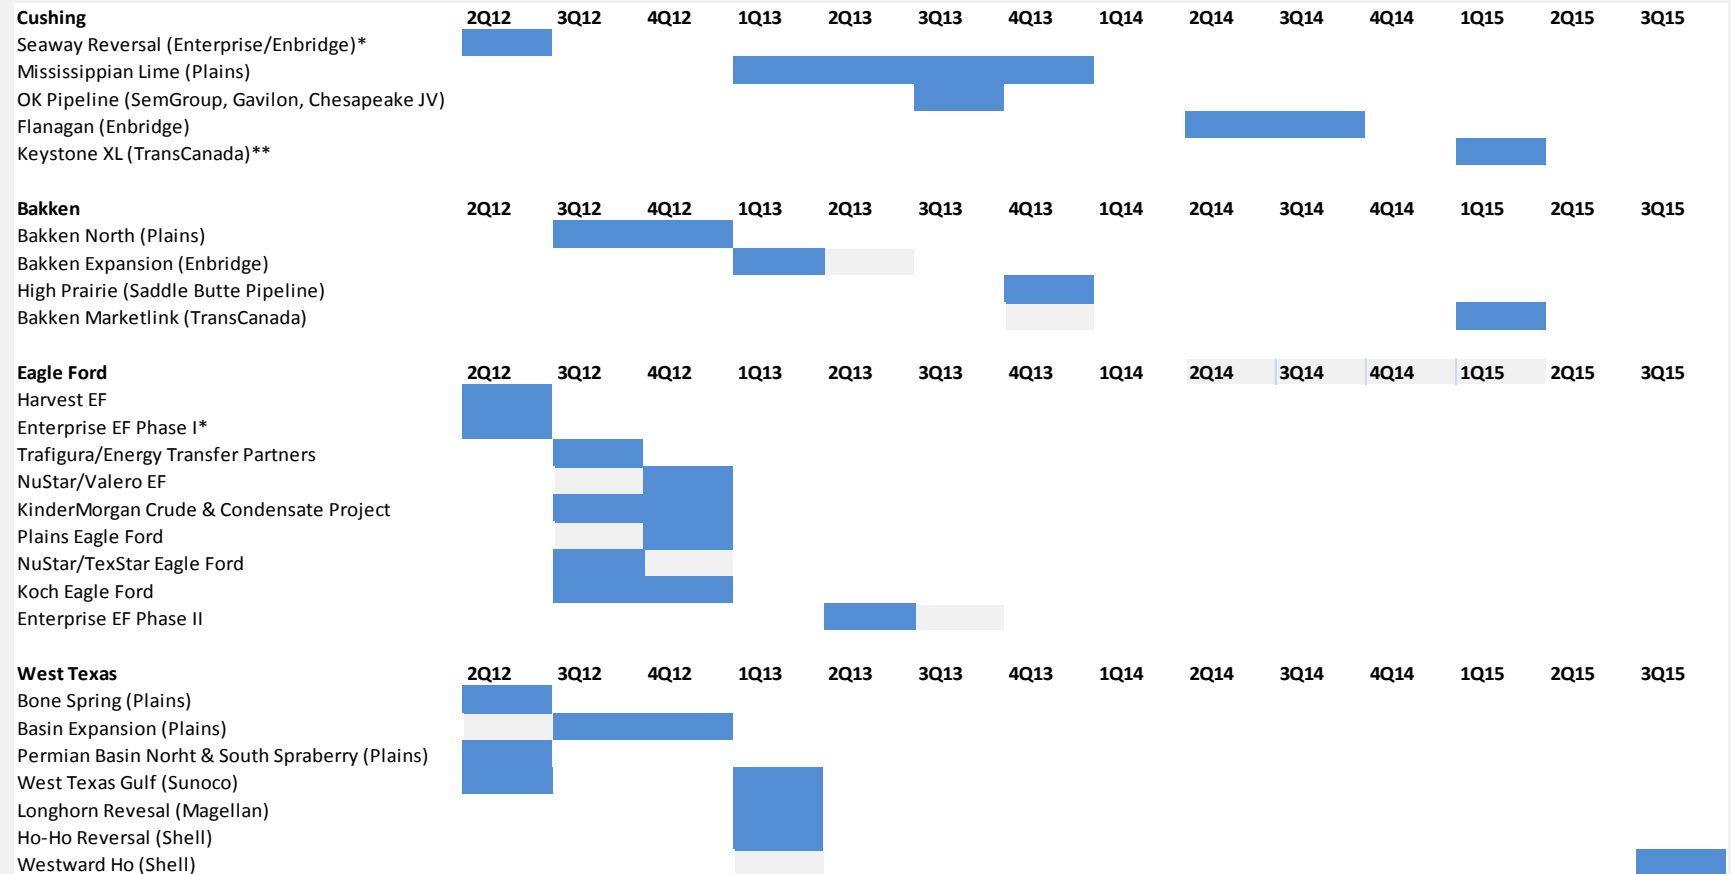 Cushing 2Q12 3Q12 4Q12 1Q13 2Q13 3Q13 4Q13 1Q14 2Q14 3Q14 4Q14 1Q15 2Q15 3Q15
Seaway Reversal (Enterprise/Enbridge)*
Mississippian Lime (Plains)
OK Pipeline (SemGroup, Gavilon, Chesapeake JV)
Flanagan (Enbridge)
Keystone XL (TransCanada)**
Bakken 2Q12 3Q12 4Q12 1Q13 2Q13 3Q13 4Q13 1Q14 2Q14 3Q14 4Q14 1Q15 2Q15 3Q15
Bakken North (Plains)
Bakken Expansion (Enbridge)
High Prairie (Saddle Butte Pipeline)
Bakken Marketlink (TransCanada)
Eagle Ford 2Q12 3Q12 4Q12 1Q13 2Q13 3Q13 4Q13 1Q14 2Q14 3Q14 4Q14 1Q15 2Q15 3Q15
Harvest EF
Enterprise EF Phase I*
Trafigura/Energy Transfer Partners
NuStar/Valero EF
KinderMorgan Crude & Condensate Project
Plains Eagle Ford
NuStar/TexStar Eagle Ford
Koch Eagle Ford
Enterprise EF Phase II
West Texas 2Q12 3Q12 4Q12 1Q13 2Q13 3Q13 4Q13 1Q14 2Q14 3Q14 4Q14 1Q15 2Q15 3Q15
Bone Spring (Plains)
Basin Expansion (Plains)
Permian Basin Norht & South Spraberry (Plains)
West Texas Gulf (Sunoco)
Longhorn Revesal (Magellan)
Ho-Ho Reversal (Shell)
Westward Ho (Shell)